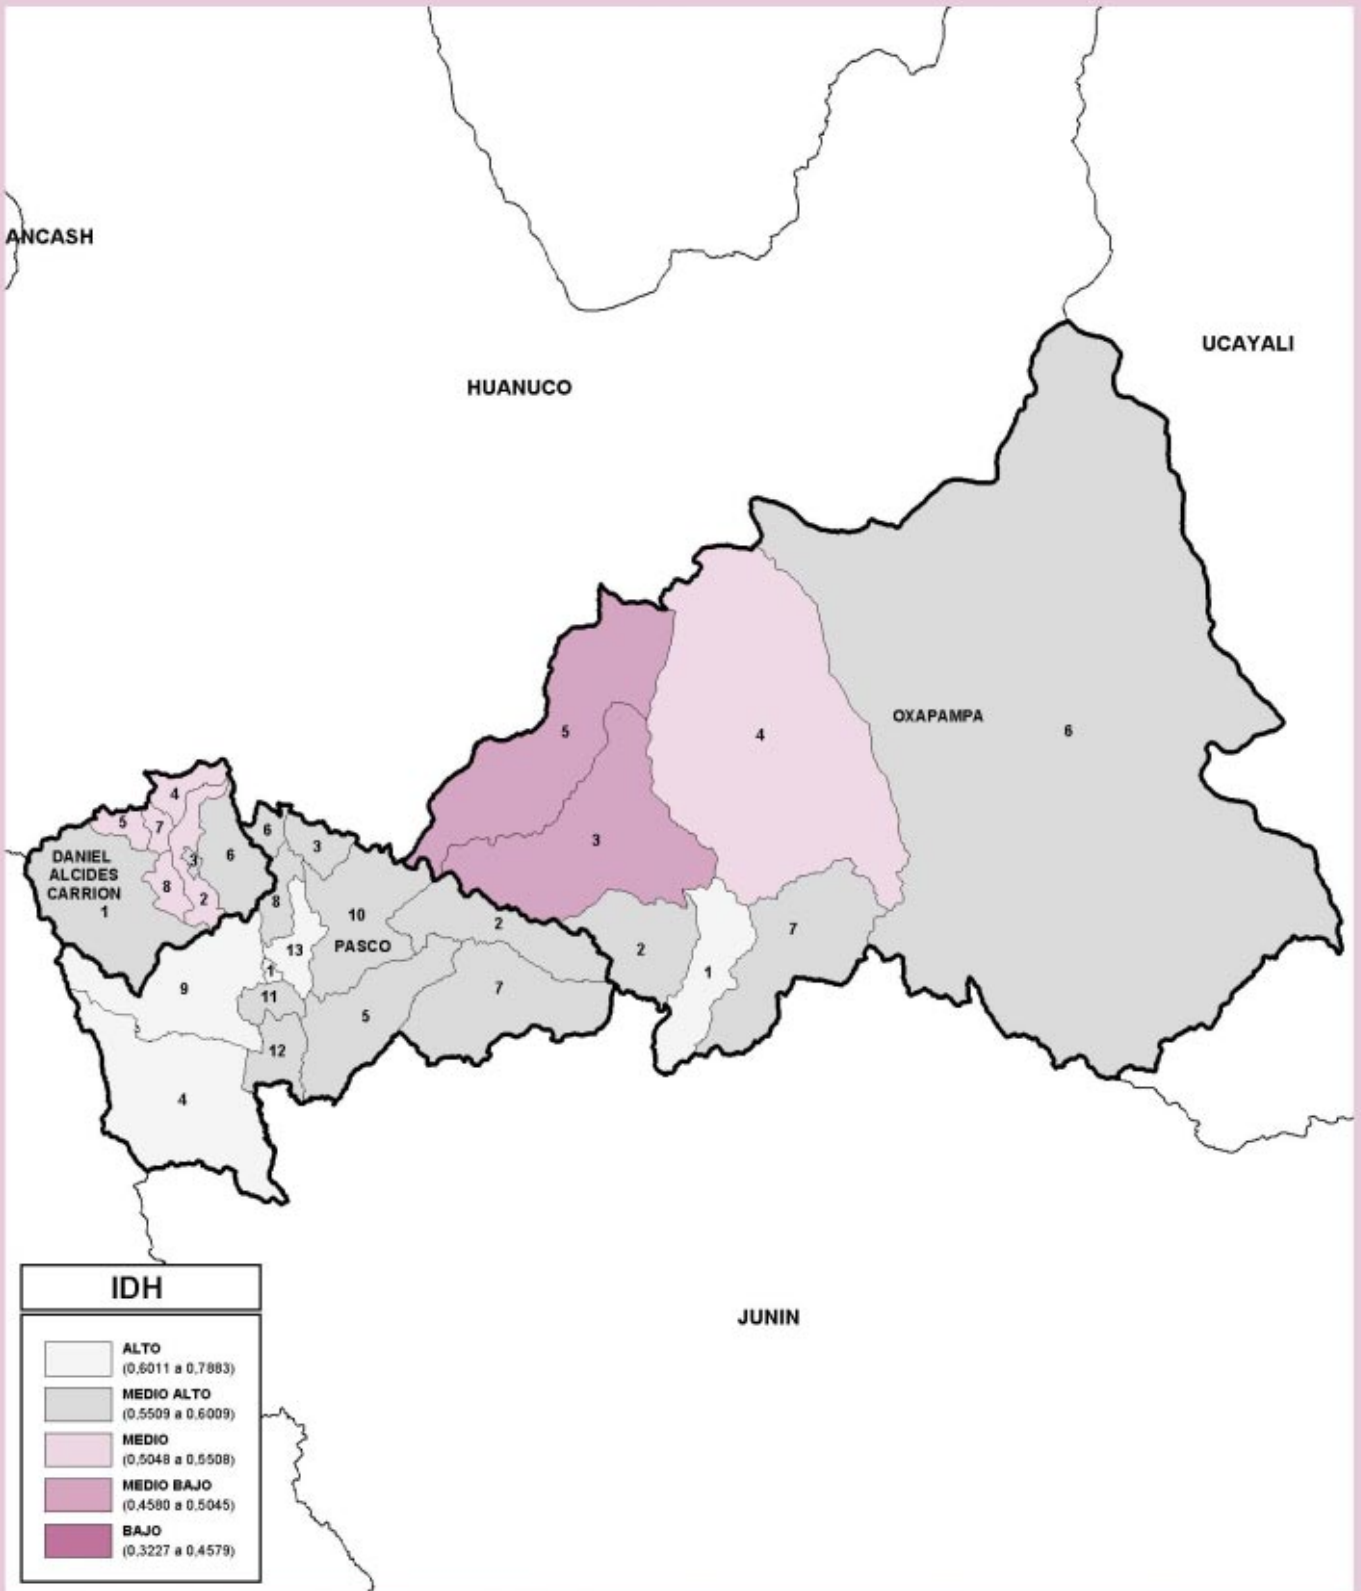 ANCASH
UCAYALI
HUANUCO
OXAPAMPA
6
5
4
3
4
5
7
6
3
DANIEL
ALCIDES
CARRION
1
3
6
8
2
8
10
PASCO
2
2
7
13
1
1
9
11
5
7
12
4
JUNIN
IDH
ALTO
(0,6011 a 0,7883)
MEDIO ALTO
(0,5509 a 0,6009)
MEDIO
(0,5048 a 0,5508)
MEDIO BAJO
(0,4580 a 0,5045)
BAJO
(0,3227 a 0,4579)